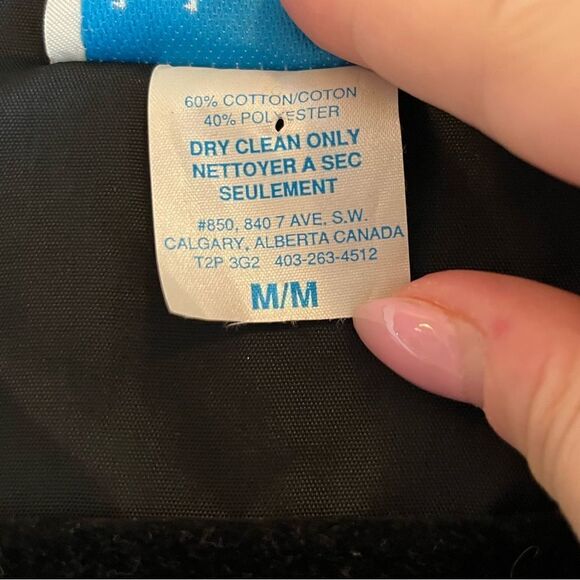 60% COTTON/COTON
40% POLYESTER
DRY CLEAN ONLY
NETTOYER A SEC
SEULEMENT
#850, 840 7 AVE, S.W.
CALGARY, ALBERTA CANADA
T2P 3G2 403-263-4512
M/M